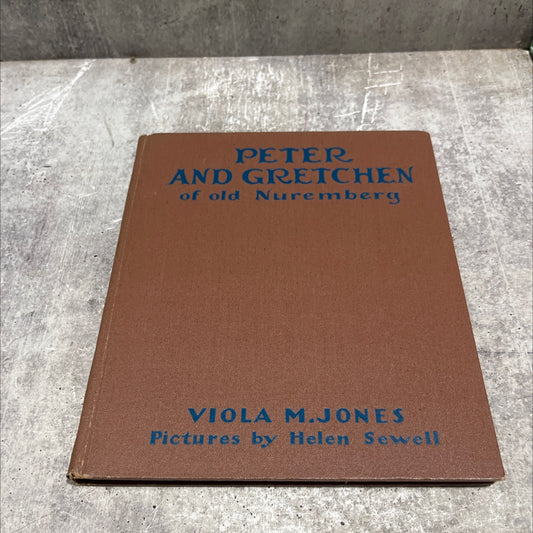 PETER
AND GRETCHEN
of old Nuremberg
VIOLA M. JONES
Pictures by Helen Sewell